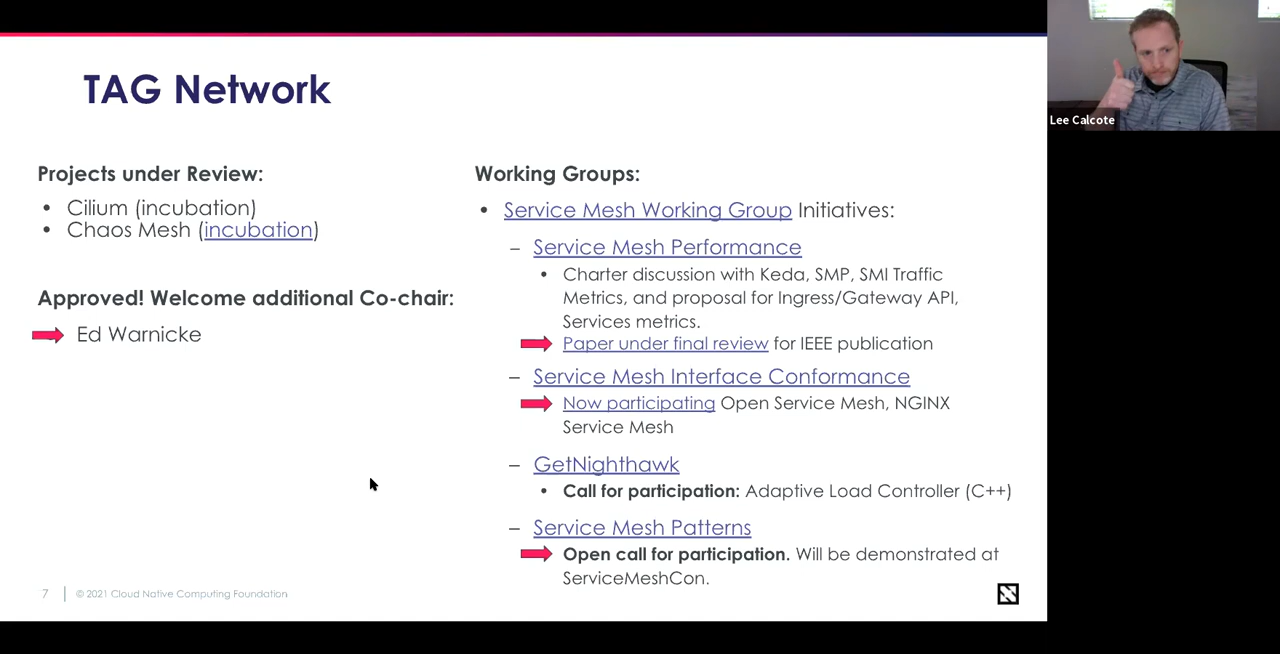 TAG Network
Lee Calcote
Projects under Review:
• Cilium (incubation)
• Chaos Mesh (incubation)
Approved! Welcome additional Co-chair:
Ed Warnicke
Working Groups:
• Service Mesh Working Group Initiatives:
– Service Mesh Performance
• Charter discussion with Keda, SMP, SMI Traffic
Metrics, and proposal for Ingress/Gateway API,
Services metrics.
Paper under final review for IEEE publication
– Service Mesh Interface Conformance
Now participating Open Service Mesh, NGINX
Service Mesh
– GetNighthawk
• Call for participation: Adaptive Load Controller (C++)
– Service Mesh Patterns
Open call for participation. Will be demonstrated at
ServiceMeshCon.
7 © 2021 Cloud Native Computing Foundation